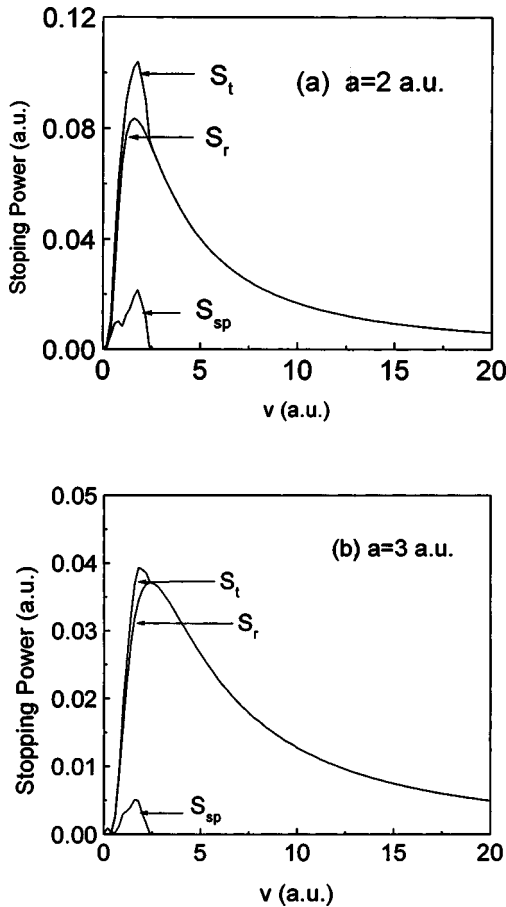 0.12
(a) a=2 a.u.
S_t
0.08
S_r
Stoping Power (a.u.)
0.04
S_sp
0.00
0 5 10 15 20
v (a.u.)
0.05
(b) a=3 a.u.
0.04
S_t
S_r
0.03
Stopping Power (a.u.)
0.02
0.01
S_sp
0.00
0 5 10 15 20
v (a.u.)